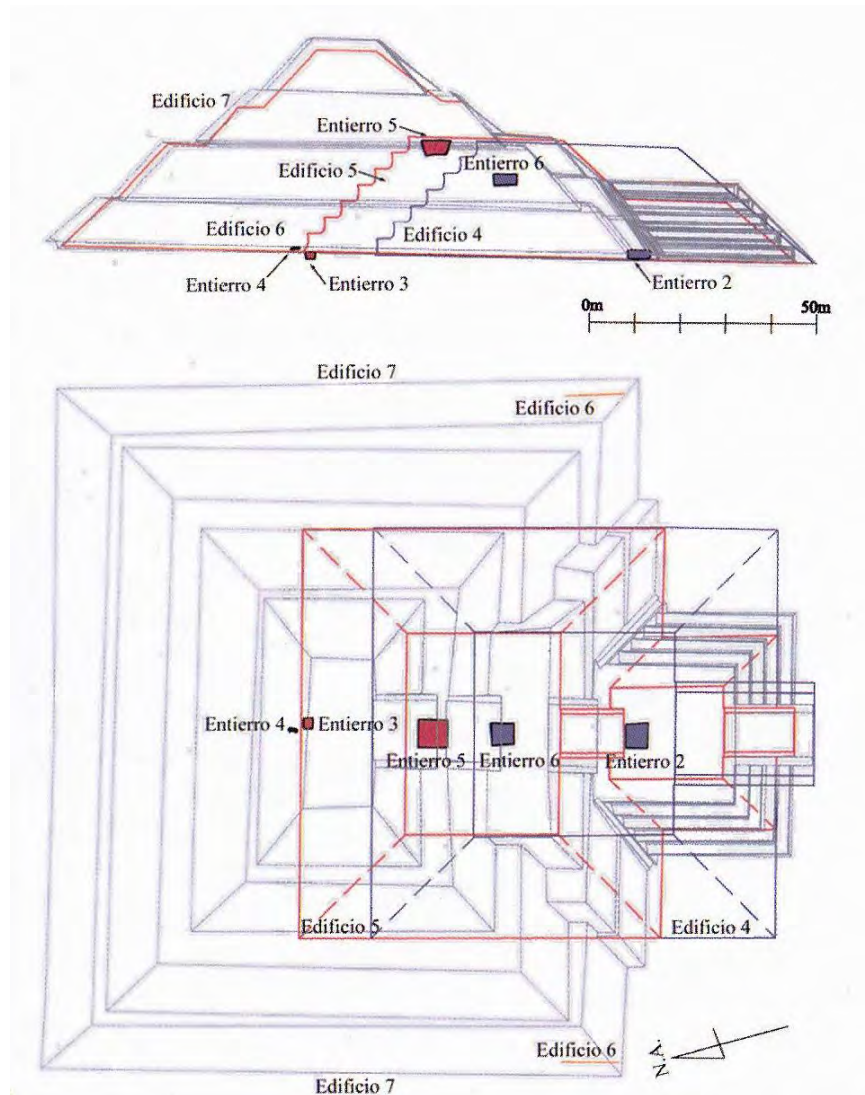 Edificio 7
Entierro 5
Edificio 5
Entierro 6
Edificio 6
Edificio 4
Entierro 4
Entierro 3
Entierro 2
0m
50m
Edificio 7
Edificio 6
Entierro 4
Entierro 3
Entierro 5
Entierro 6
Entierro 2
Edificio 5
Edificio 4
Edificio 6
N
Edificio 7